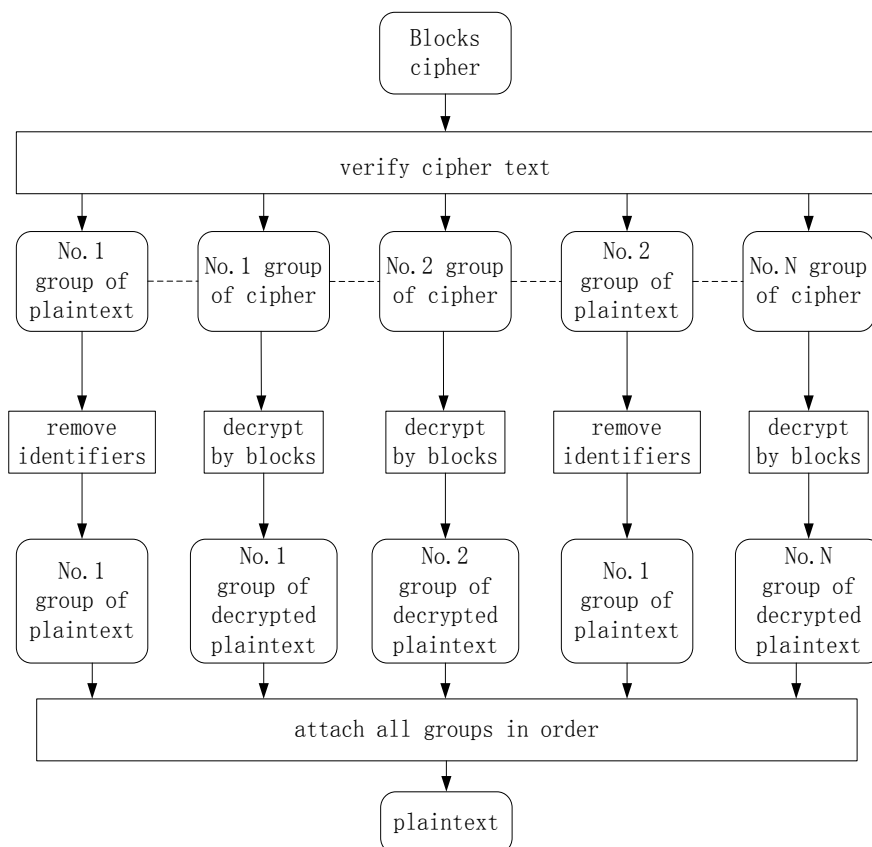 Blocks
cipher
verify cipher text
No.1
group of
plaintext
No.1 group
of cipher
No.2 group
of cipher
No.2
group of
plaintext
No.N group
of cipher
remove
identifiers
decrypt
by blocks
decrypt
by blocks
remove
identifiers
decrypt
by blocks
No.1
group of
plaintext
No.1
group of
decrypted
plaintext
No.2
group of
decrypted
plaintext
No.1
group of
plaintext
No.N
group of
decrypted
plaintext
attach all groups in order
plaintext